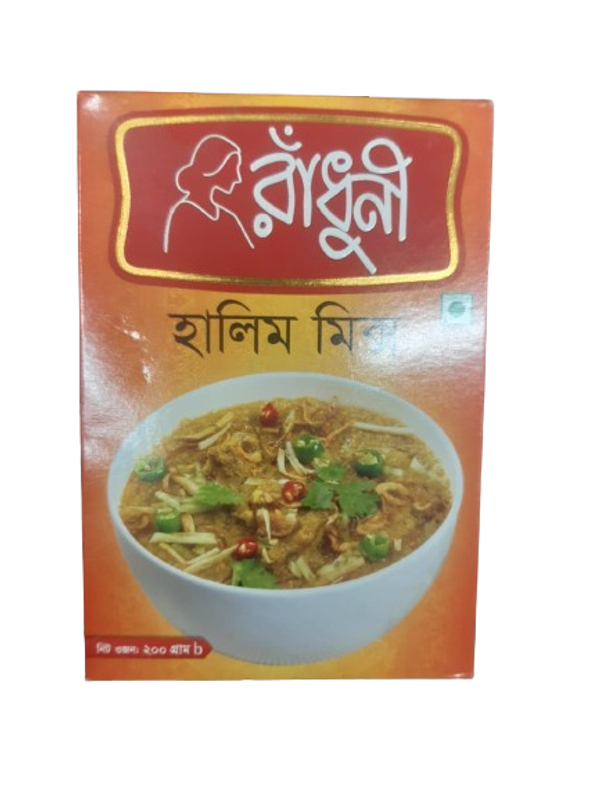 রাঁধুনী
হালিম মিক্স
নিট ওজন: ২০০ গ্রাম b